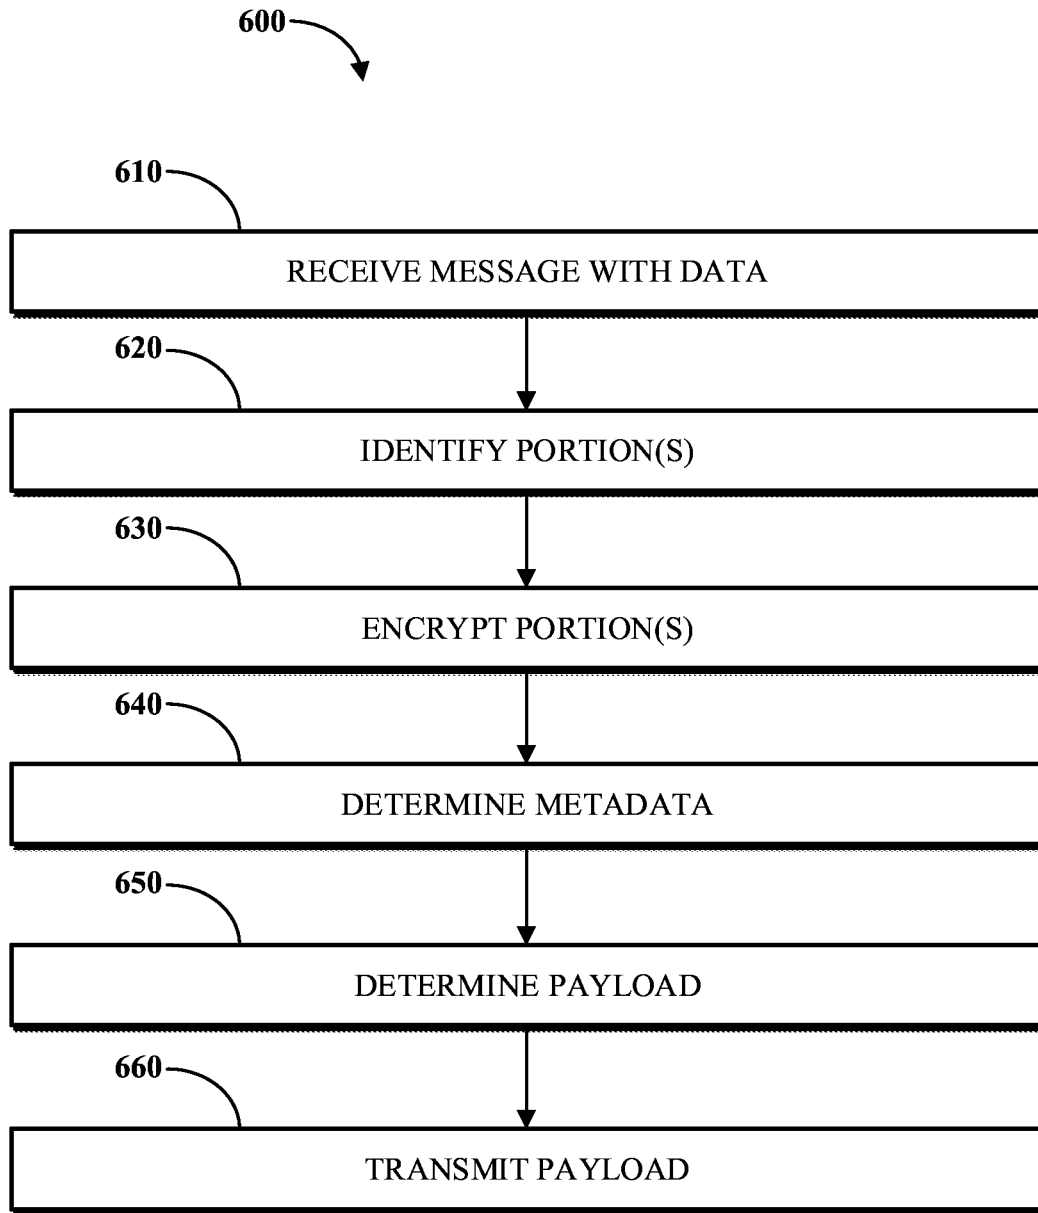 600
610
RECEIVE MESSAGE WITH DATA
620
IDENTIFY PORTION(S)
630
ENCRYPT PORTION(S)
640
DETERMINE METADATA
650
DETERMINE PAYLOAD
660
TRANSMIT PAYLOAD